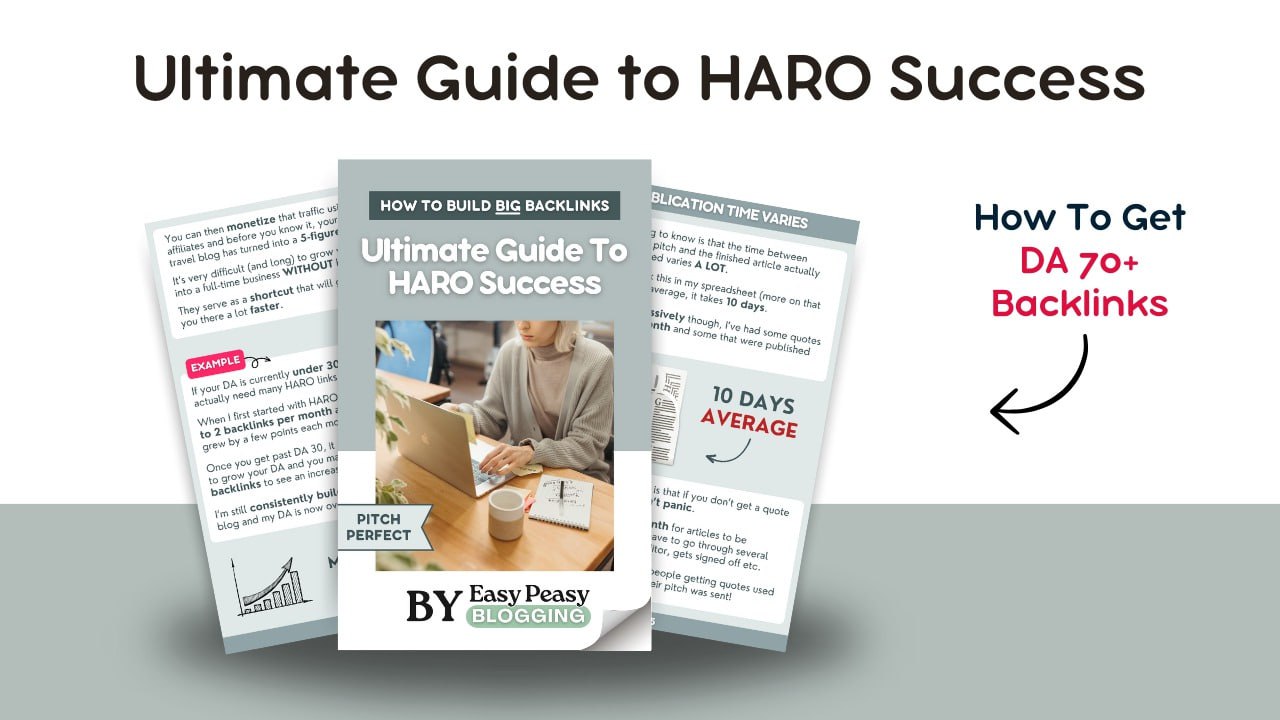 Ultimate Guide to HARO Success
You can then monetize that traffic
affiliates and before you know it, your
travel blog has turned into a 5-figure
It's very difficult (and long) to grow
into a full-time business WITHOUT
They serve as a shortcut that will
you there a lot faster.
EXAMPLE
If your DA is currently under 30
actually need many HARO links
When I first started with HARO
to 2 backlinks per month
grew by a few points each
Once you get past DA 30, it
to grow your DA and you
backlinks to see an
I'm still consistently
blog and my DA is now
HOW TO BUILD BIG BACKLINKS
Ultimate Guide To
HARO Success
PITCH
PERFECT
BY Easy Peasy
BLOGGING
PUBLICATION TIME VARIES
to know is that the time between
pitch and the finished article actually
varies A LOT.
this in my spreadsheet (more on that
average, it takes 10 days.
though, I've had some quotes
and some that were published
10 DAYS
AVERAGE
is that if you don't get a quote
panic.
for articles to be
have to go through several
gets signed off etc.
people getting quotes used
their pitch was sent!
How To Get
DA 70+
Backlinks